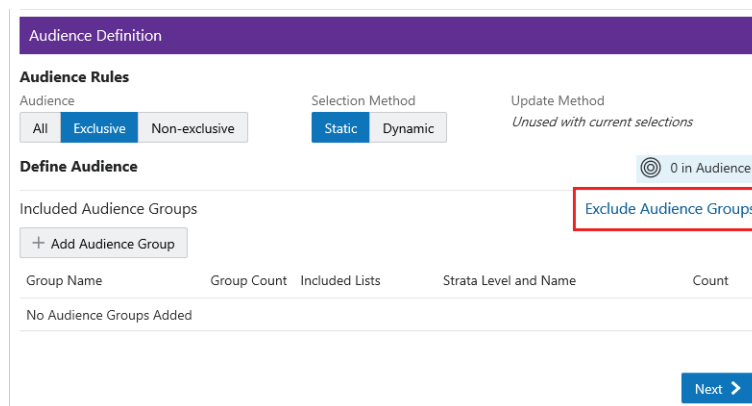 Audience Definition
Audience Rules
Audience Selection Method Update Method
All Exclusive Non-exclusive Static Dynamic Unused with current selections
Define Audience 0 in Audience
Included Audience Groups Exclude Audience Groups
+ Add Audience Group
Group Name Group Count Included Lists Strata Level and Name Count
No Audience Groups Added
Next